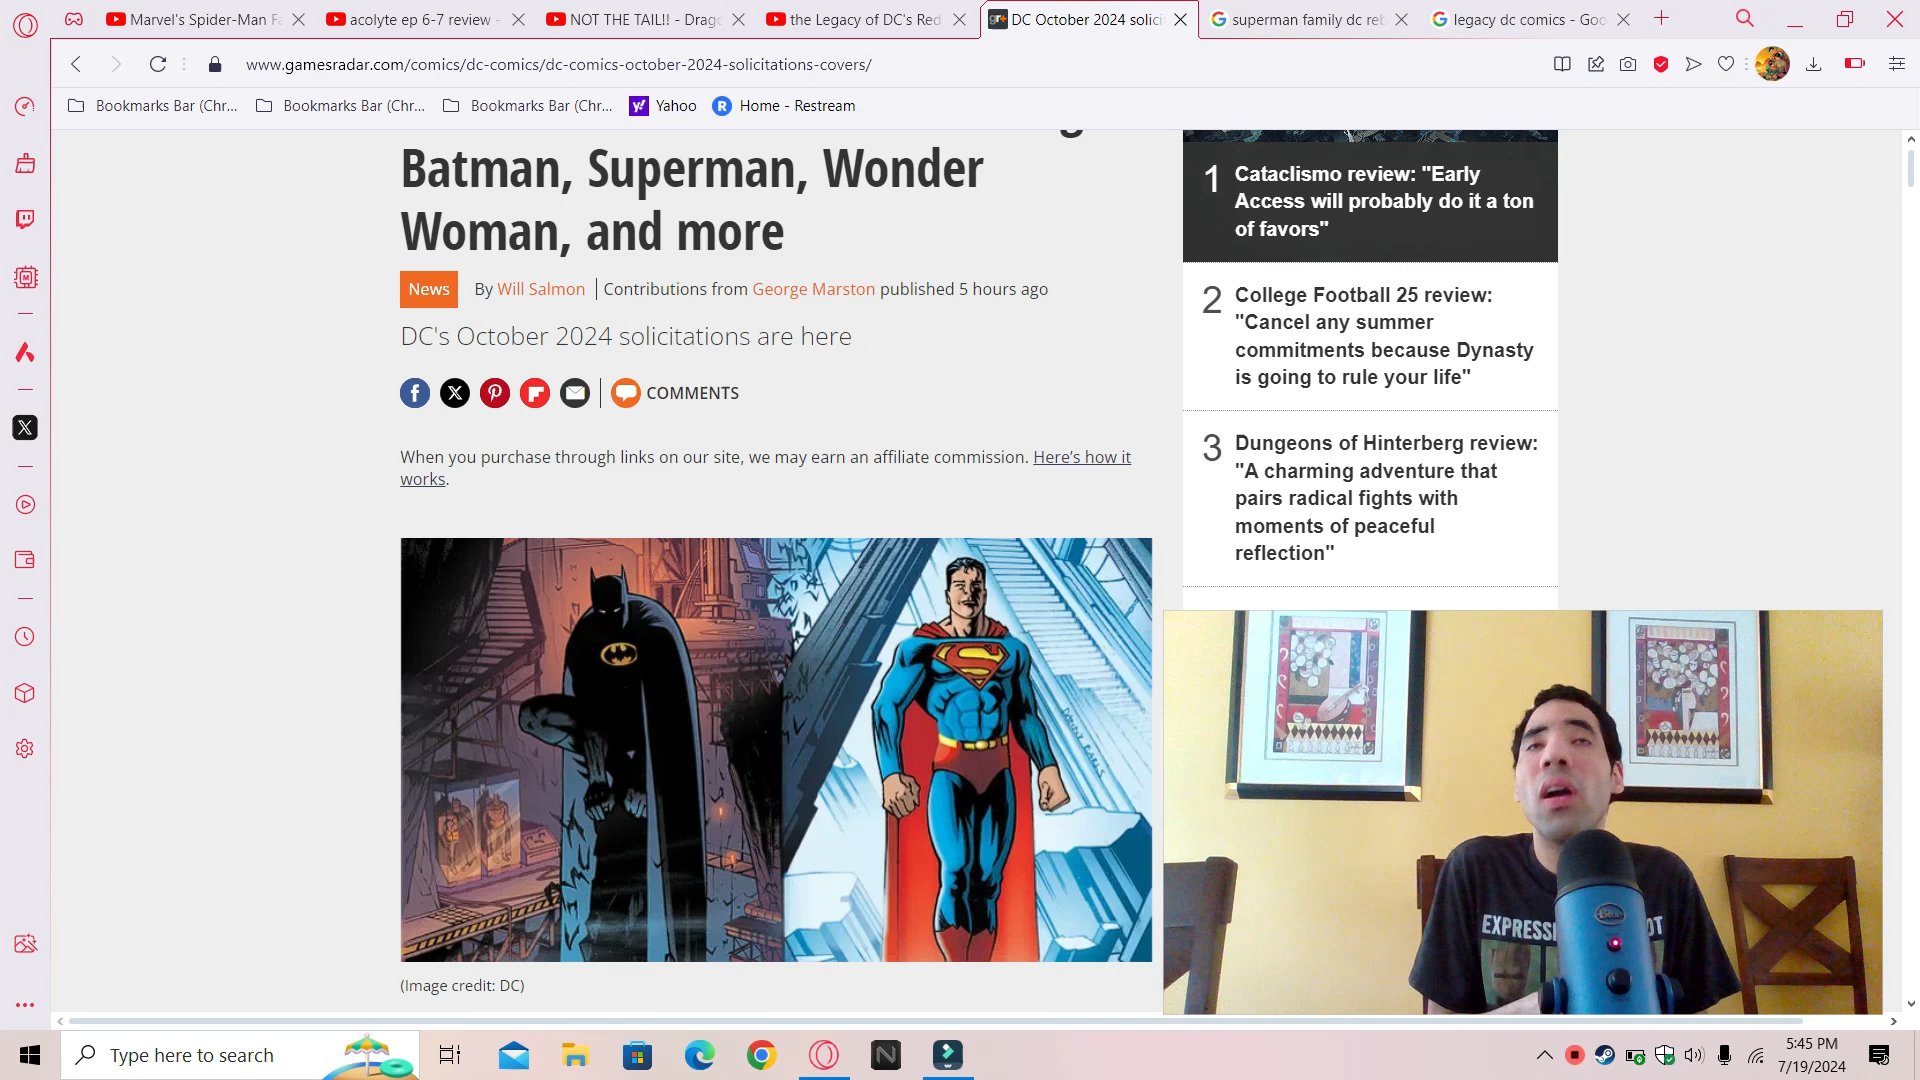 Marvel's Spider-Man Fa
acolyte ep 6-7 review -
NOT THE TAIL!! - Drago
the Legacy of DC's Red
DC October 2024 solicit
superman family dc reb
legacy dc comics - Goo
www.gamesradar.com/comics/dc-comics/dc-comics-october-2024-solicitations-covers/
Bookmarks Bar (Chr...
Bookmarks Bar (Chr...
Bookmarks Bar (Chr...
Yahoo
Home - Restream
Batman, Superman, Wonder
Woman, and more
News
By Will Salmon
Contributions from George Marston published 5 hours ago
DC's October 2024 solicitations are here
COMMENTS
When you purchase through links on our site, we may earn an affiliate commission. Here's how it
works.
(Image credit: DC)
1
Cataclismo review: "Early
Access will probably do it a ton
of favors"
2
College Football 25 review:
"Cancel any summer
commitments because Dynasty
is going to rule your life"
3
Dungeons of Hinterberg review:
"A charming adventure that
pairs radical fights with
moments of peaceful
reflection"
Blue
Type here to search
5:45 PM
7/19/2024